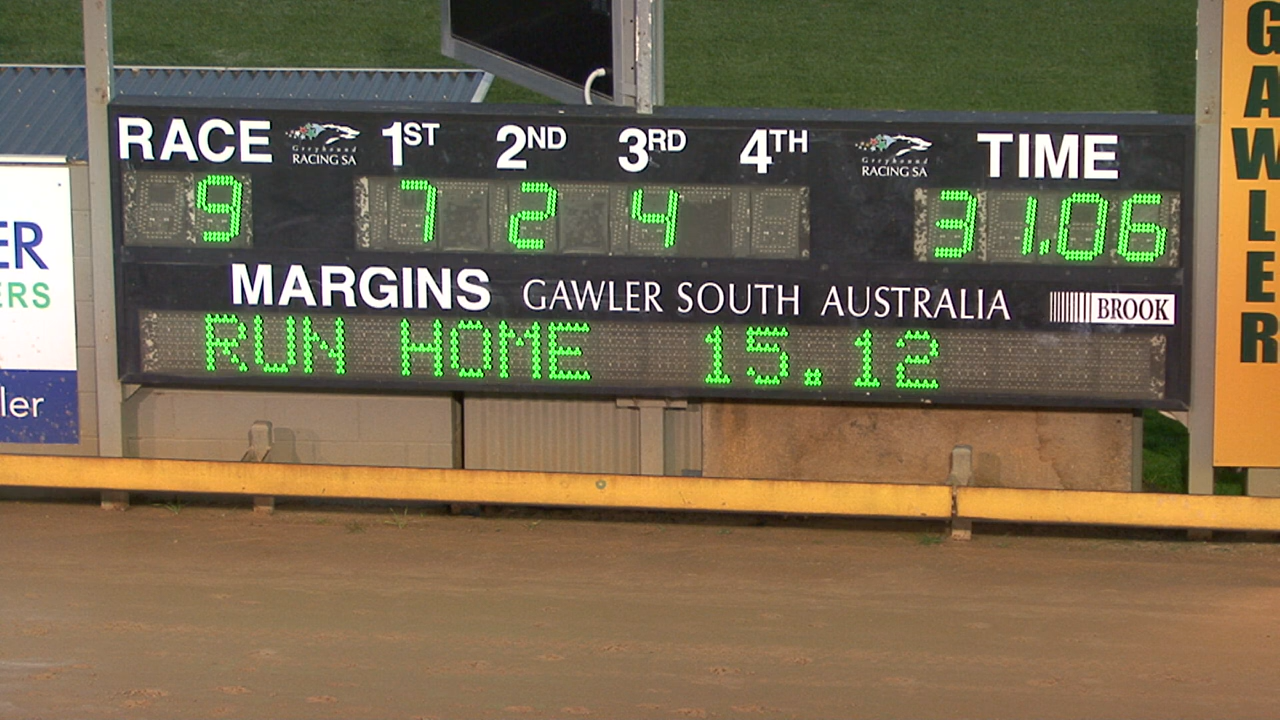 RACE Greyhound RACING SA 1ST 2ND 3RD 4TH Greyhound RACING SA TIME
9 7 2 4 31.06
MARGINS GAWLER SOUTH AUSTRALIA BROOK
RUN HOME 15.12
ER
ERS
ler
GAWLER